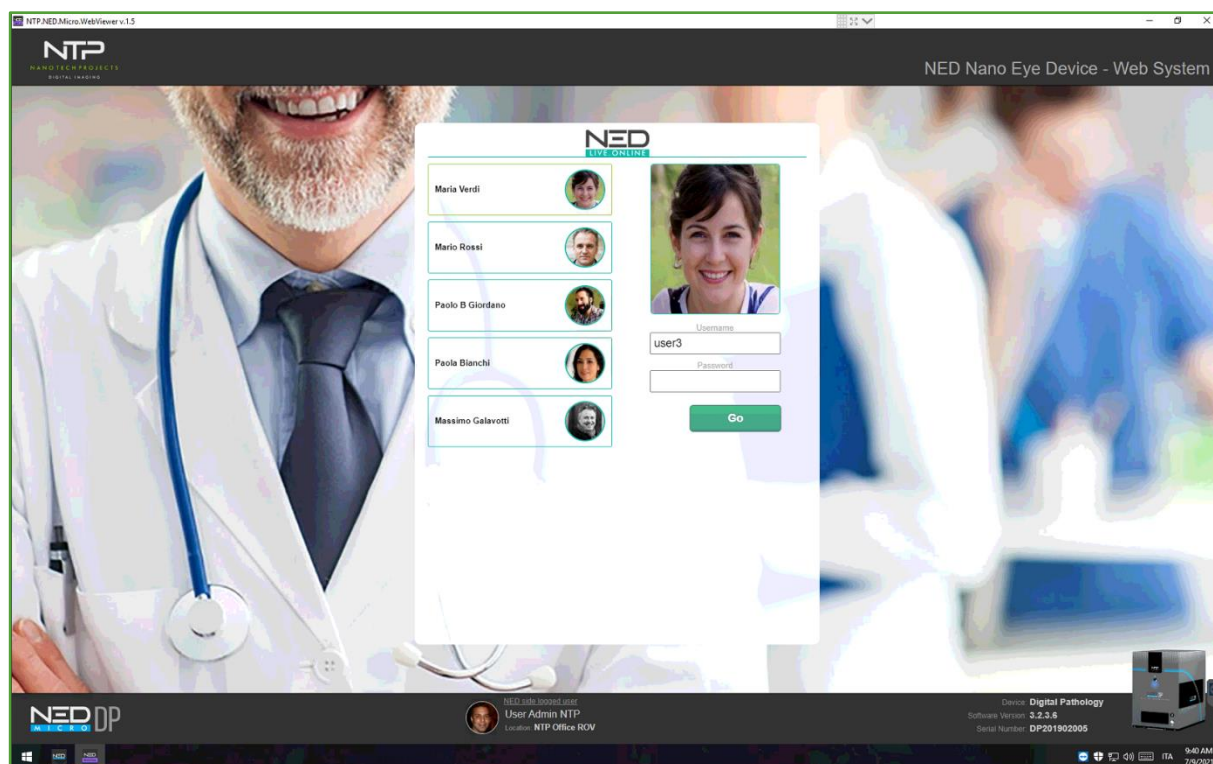 NTP.NED.Micro.WebViewer v.1.5
NTP
NANOTECHPROJECTS
DIGITAL IMAGING
NED Nano Eye Device - Web System
NED
LIVE ONLINE
Maria Verdi
Mario Rossi
Paolo B Giordano
Paola Bianchi
Massimo Galavotti
Username
user3
Password
Go
NED DP
MICRO
NED side logged user
User Admin NTP
Location: NTP Office ROV
Device: Digital Pathology
Software Version: 3.2.3.6
Serial Number: DP201902005
ITA
9:40 AM